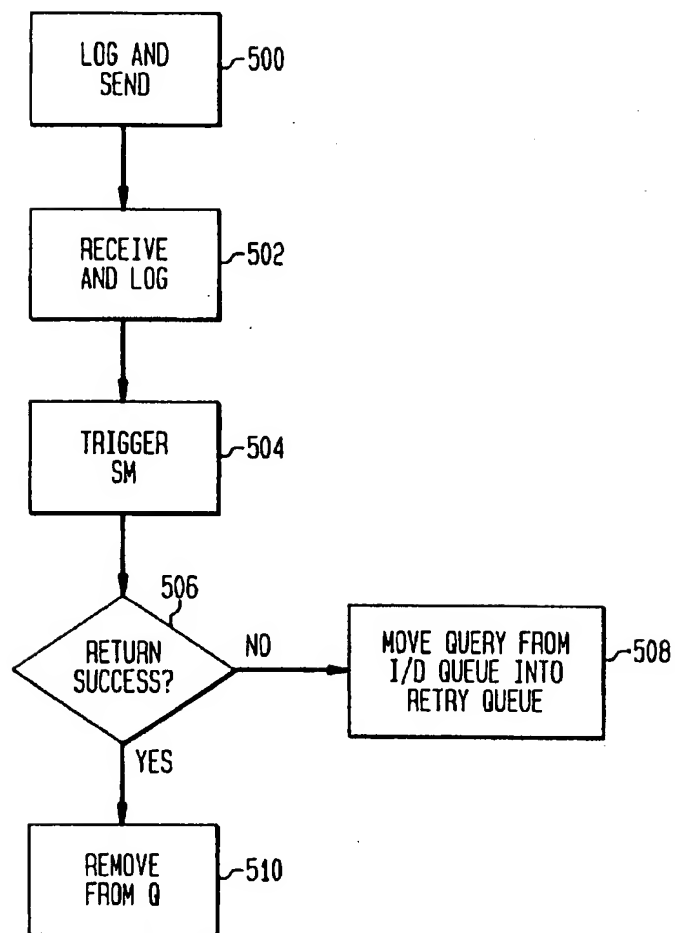 LOG AND
SEND
500
RECEIVE
AND LOG
502
TRIGGER
SM
504
506
RETURN
SUCCESS?
NO
MOVE QUERY FROM
I/D QUEUE INTO
RETRY QUEUE
508
YES
REMOVE
FROM Q
510